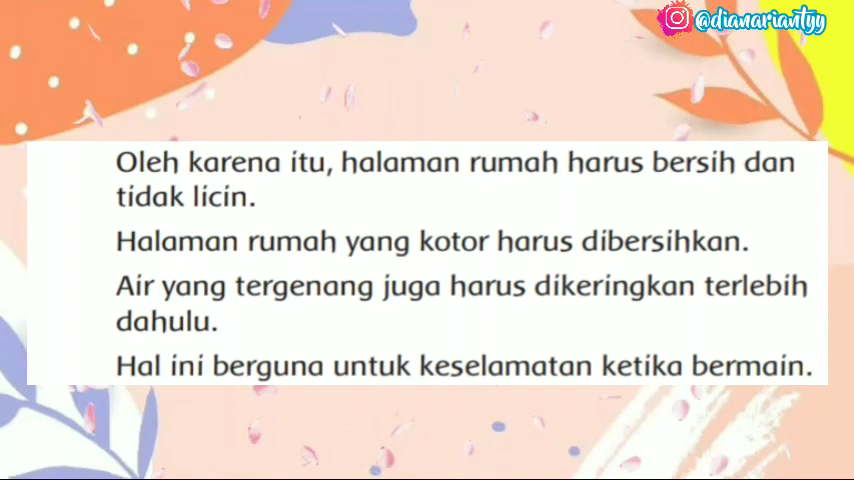 @dianariantyy
Oleh karena itu, halaman rumah harus bersih dan
tidak licin.
Halaman rumah yang kotor harus dibersihkan.
Air yang tergenang juga harus dikeringkan terlebih
dahulu.
Hal ini berguna untuk keselamatan ketika bermain.